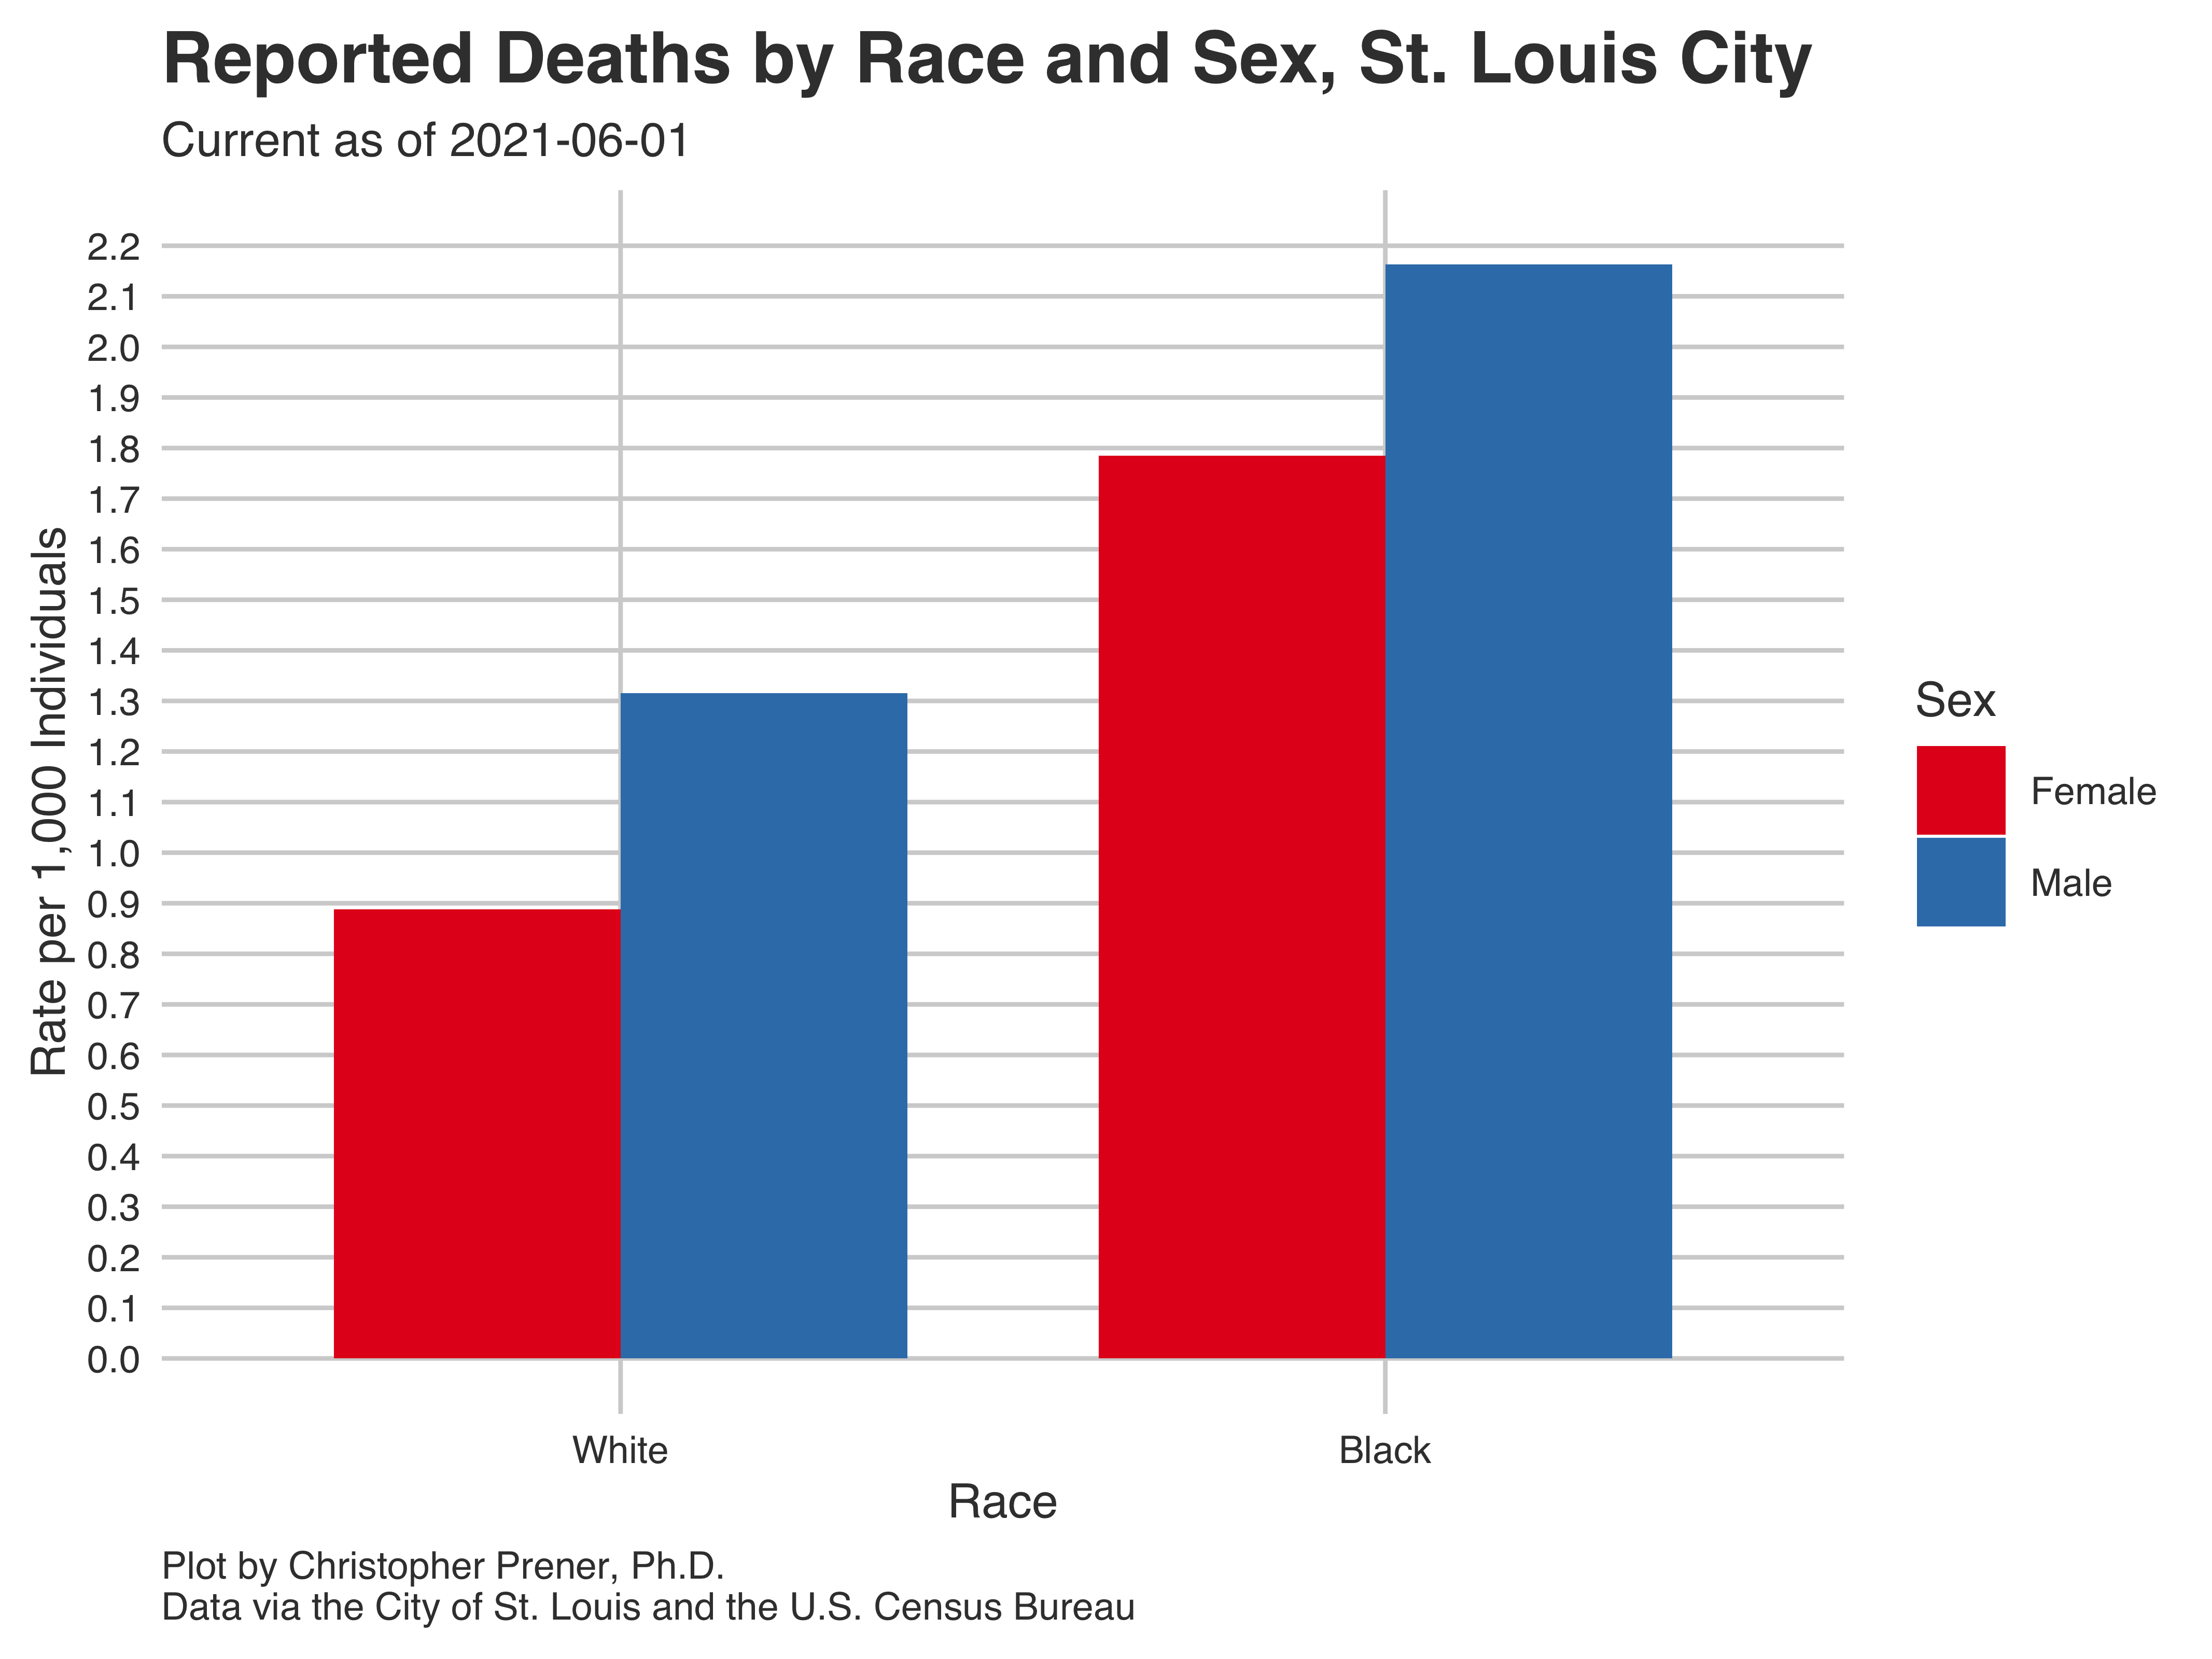 Reported Deaths by Race and Sex, St. Louis City
Current as of 2021-06-01
Rate per 1,000 Individuals
2.2
2.1
2.0
1.9
1.8
1.7
1.6
1.5
1.4
1.3
1.2
1.1
1.0
0.9
0.8
0.7
0.6
0.5
0.4
0.3
0.2
0.1
0.0
White
Black
Race
Sex
Female
Male
Plot by Christopher Prener, Ph.D.
Data via the City of St. Louis and the U.S. Census Bureau